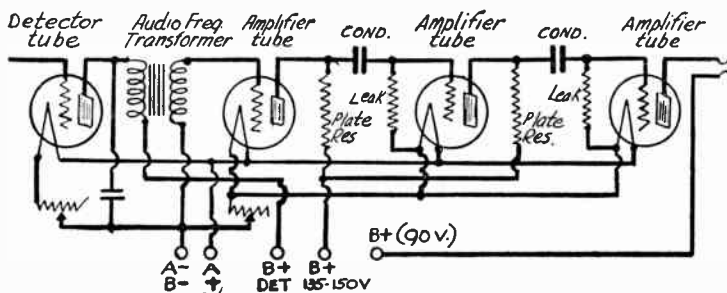 Detector
tube
Audio Freq.
Transformer
Amplifier
tube
COND.
Amplifier
tube
COND.
Amplifier
tube
Leak
Plate
Res
Leak
Plate
Res.
B+ (90 V.)
A- A B+ B+
B- +, DET 135-150V